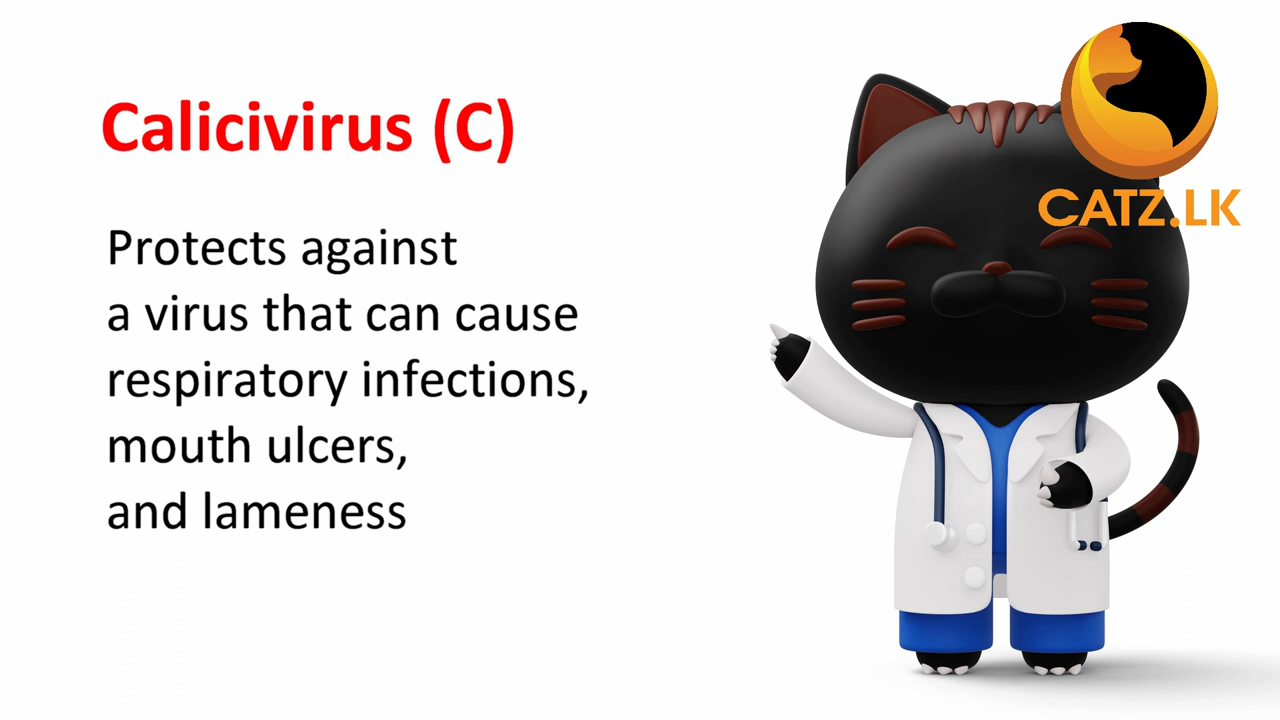 Calicivirus (C)
Protects against
a virus that can cause
respiratory infections,
mouth ulcers,
and lameness
CATZ.LK